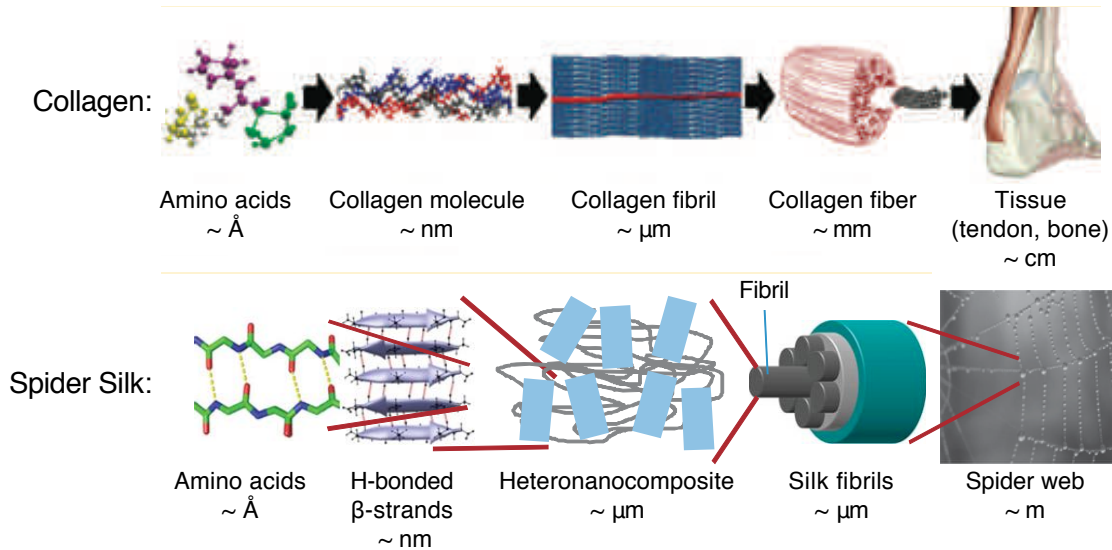 Collagen:
Amino acids
~ Å
Collagen molecule
~ nm
Collagen fibril
~ μm
Collagen fiber
~ mm
Tissue
(tendon, bone)
~ cm
Spider Silk:
Fibril
Amino acids
~ Å
H-bonded
β-strands
~ nm
Heteronanocomposite
~ μm
Silk fibrils
~ μm
Spider web
~ m